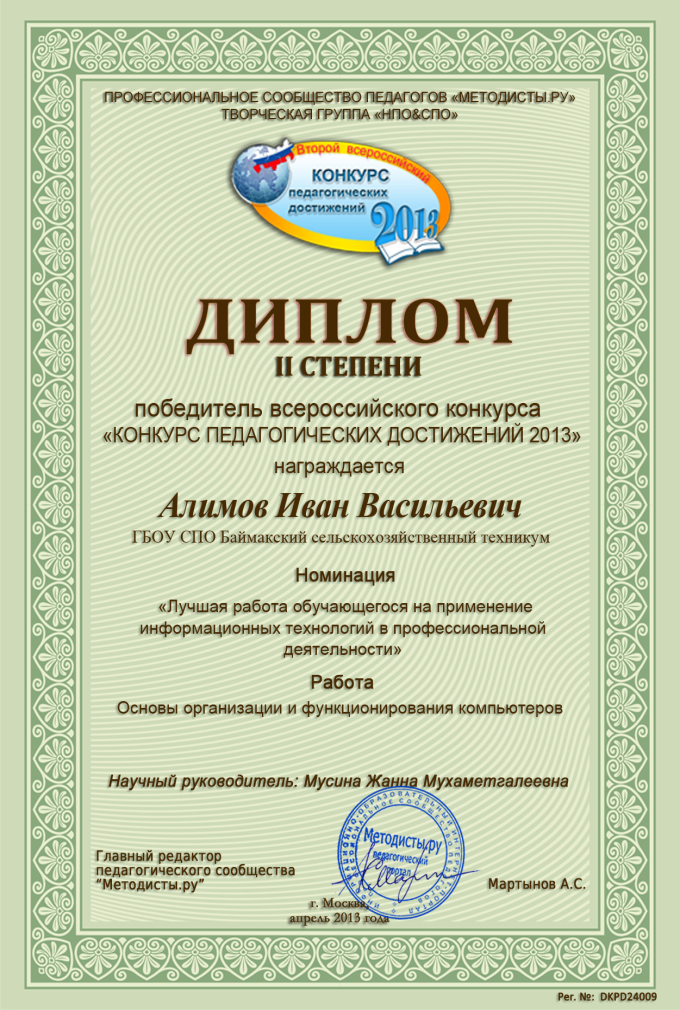 ПРОФЕССИОНАЛЬНОЕ СООБЩЕСТВО ПЕДАГОГОВ «МЕТОДИСТЫ.РУ»
ТВОРЧЕСКАЯ ГРУППА «НПО&СПО»
Второй всероссийский
КОНКУРС
педагогических
достижений
2013
ДИПЛОМ
II СТЕПЕНИ
победитель всероссийского конкурса
«КОНКУРС ПЕДАГОГИЧЕСКИХ ДОСТИЖЕНИЙ 2013»
награждается
Алимов Иван Васильевич
ГБОУ СПО Баймакский сельскохозяйственный техникум
Номинация
«Лучшая работа обучающегося на применение
информационных технологий в профессиональной
деятельности»
Работа
Основы организации и функционирования компьютеров
Научный руководитель: Мусина Жанна Мухаметгалеевна
Методисты.ру
педагогический
портал
Главный редактор
педагогического сообщества
"Методисты.ру"
Мартынов А.С.
г. Москва,
апрель 2013 года
Рег. №: DKPD24009